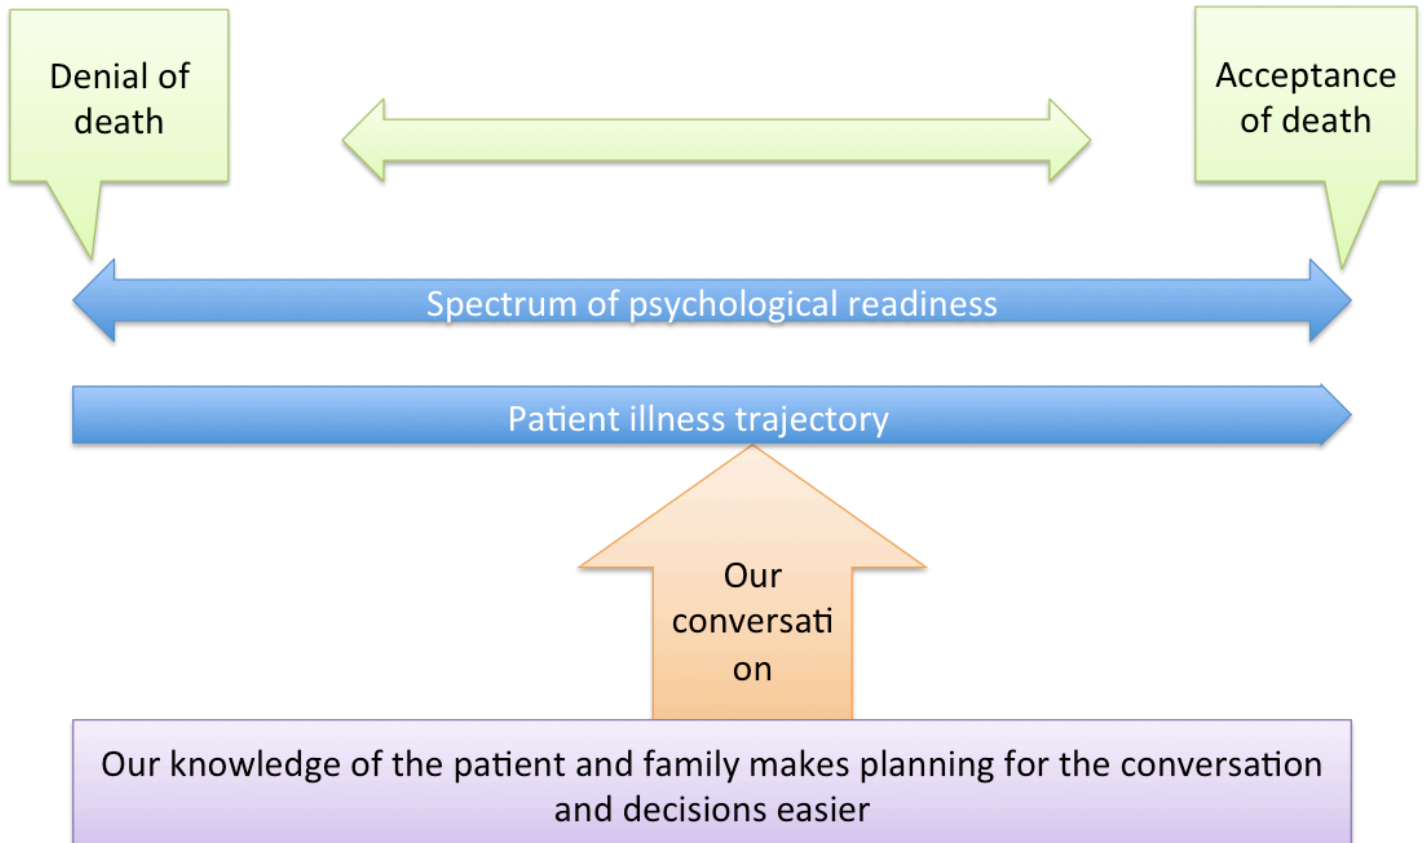 Denial of
death
Acceptance
of death
Spectrum of psychological readiness
Patient illness trajectory
Our
conversati
on
Our knowledge of the patient and family makes planning for the conversation
and decisions easier